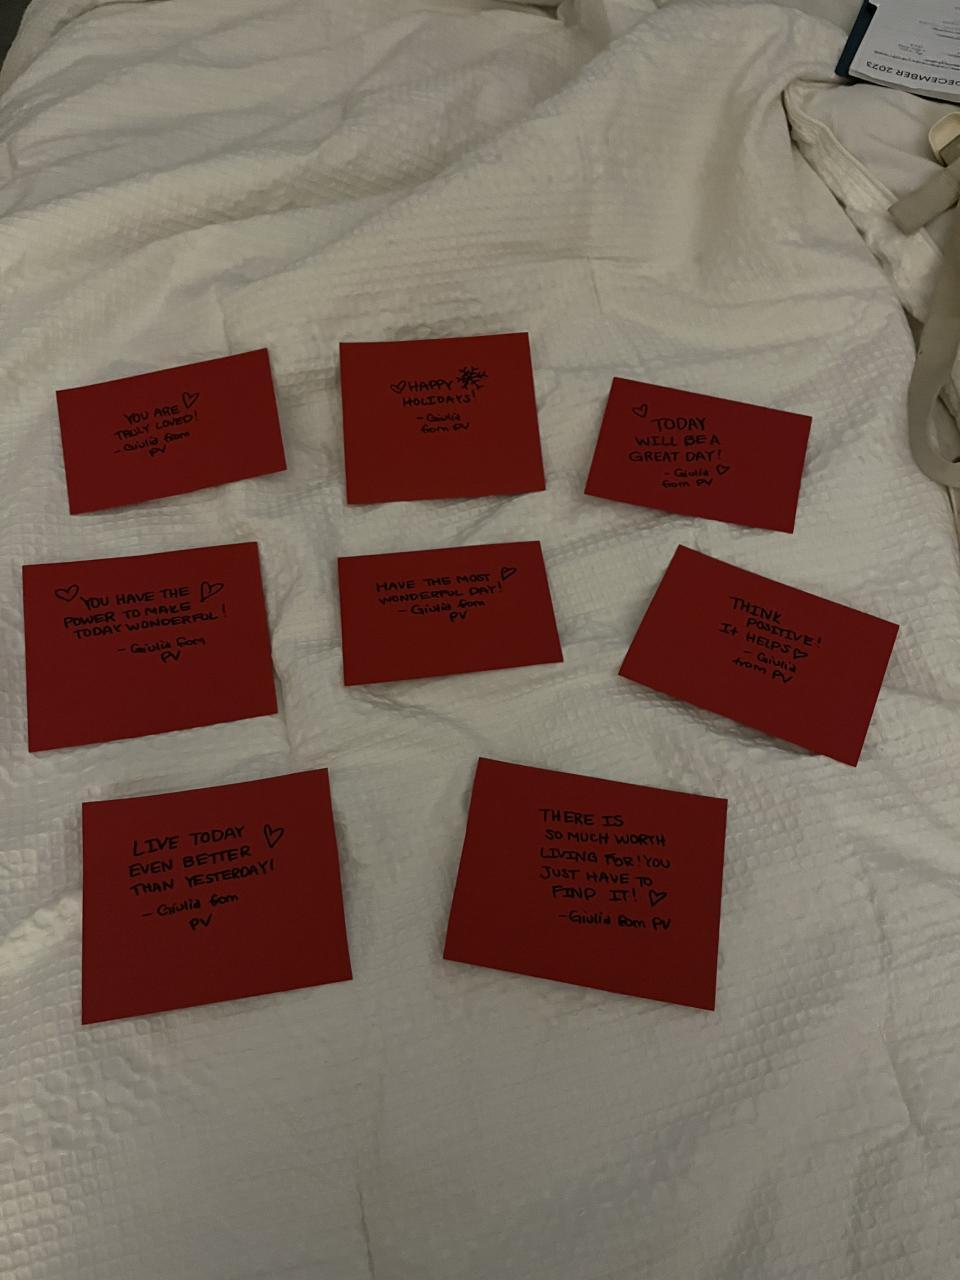 DECEMBER 2023
YOU ARE
TRULY LOVED!
- Giulia from
PV
HAPPY
HOLIDAYS!
- Giulia
from PV
TODAY
WILL BE A
GREAT DAY!
- Giulia
from PV
YOU HAVE THE
POWER TO MAKE
TODAY WONDERFUL!
- Giulia from
PV
HAVE THE MOST
WONDERFUL DAY!
- Giulia from
PV
THINK
POSITIVE!
It HELPS
- Giulia
from PV
LIVE TODAY
EVEN BETTER
THAN YESTERDAY!
- Giulia from
PV
THERE IS
SO MUCH WORTH
LIVING FOR! YOU
JUST HAVE TO
FIND IT!
- Giulia from PV